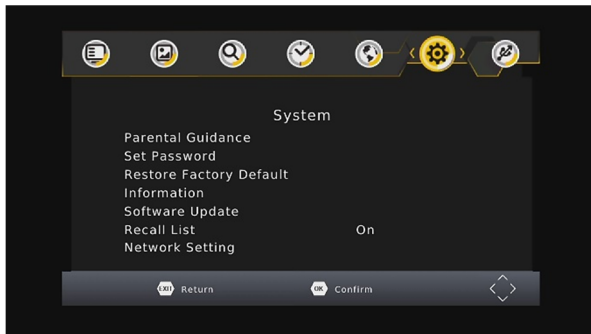 System
Parental Guidance
Set Password
Restore Factory Default
Information
Software Update
Recall List On
Network Setting
EXIT Return OK Confirm